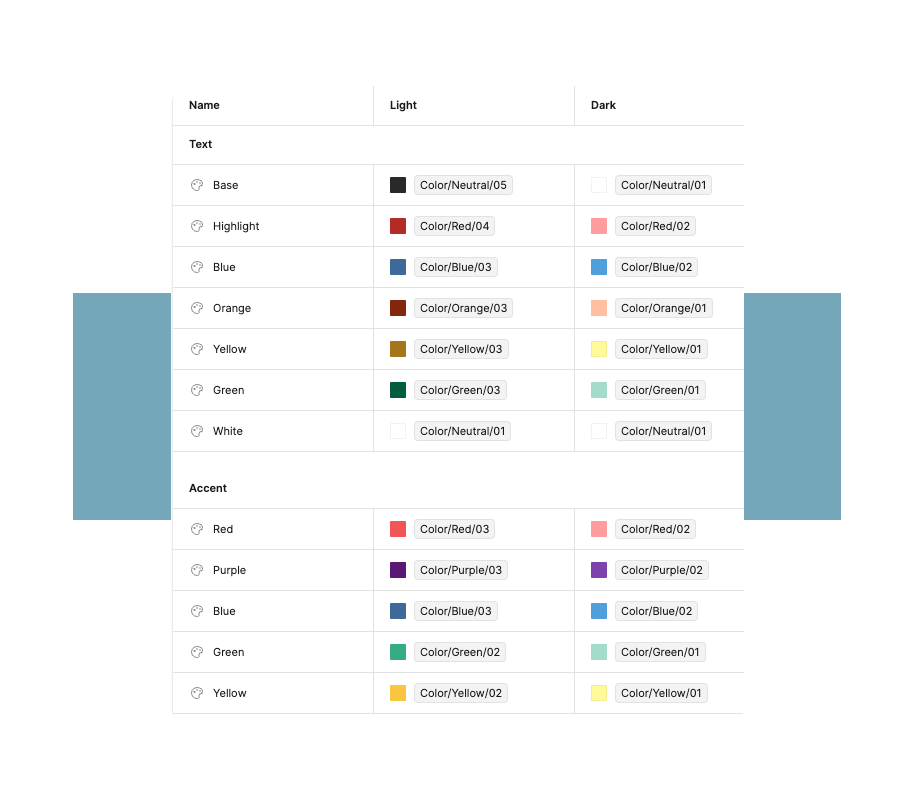 Name Light Dark
Text
Base Color/Neutral/05 Color/Neutral/01
Highlight Color/Red/04 Color/Red/02
Blue Color/Blue/03 Color/Blue/02
Orange Color/Orange/03 Color/Orange/01
Yellow Color/Yellow/03 Color/Yellow/01
Green Color/Green/03 Color/Green/01
White Color/Neutral/01 Color/Neutral/01
Accent
Red Color/Red/03 Color/Red/02
Purple Color/Purple/03 Color/Purple/02
Blue Color/Blue/03 Color/Blue/02
Green Color/Green/02 Color/Green/01
Yellow Color/Yellow/02 Color/Yellow/01